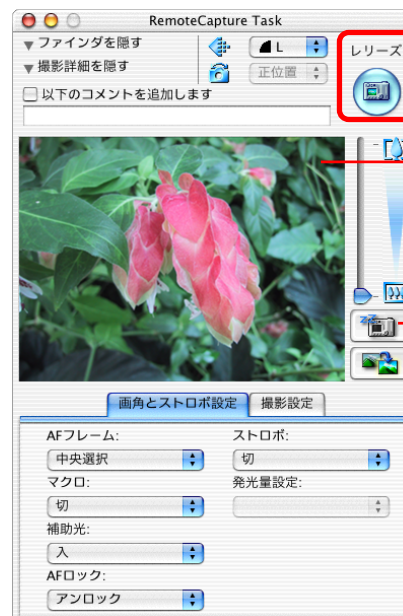 RemoteCapture Task
▼ファインダを隠す
L
レリーズ
▼撮影詳細を隠す
正位置
以下のコメントを追加します
画角とストロボ設定
撮影設定
AFフレーム:
ストロボ:
中央選択
切
マクロ:
発光量設定:
切
補助光:
入
AFロック:
アンロック